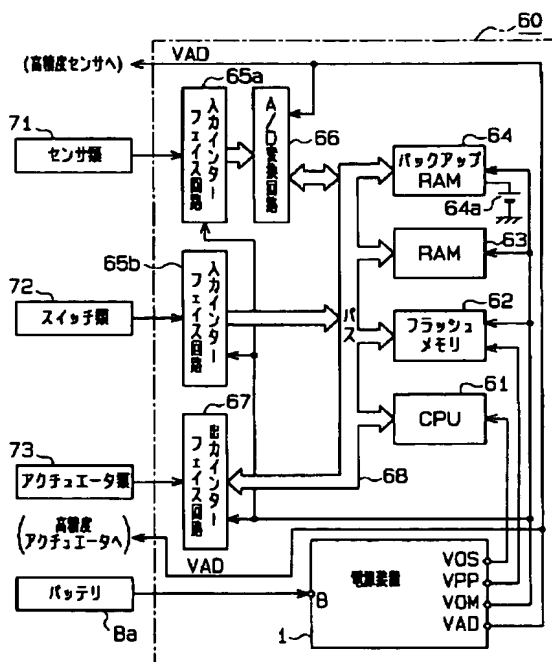 60
VAD
(高精度センサへ)
65a
入力インター
フェイス回路
A/D変換回路
66
71
センサ類
64
バックアップ
RAM
64a
63
RAM
65b
入力インター
フェイス回路
72
スイッチ類
バス
62
フラッシュ
メモリ
61
CPU
67
出力インター
フェイス回路
73
アクチュエータ類
68
(高精度
アクチュエータへ)
VAD
バッテリ
Ba
電源装置
B
1
VOS
VPP
VOM
VAD